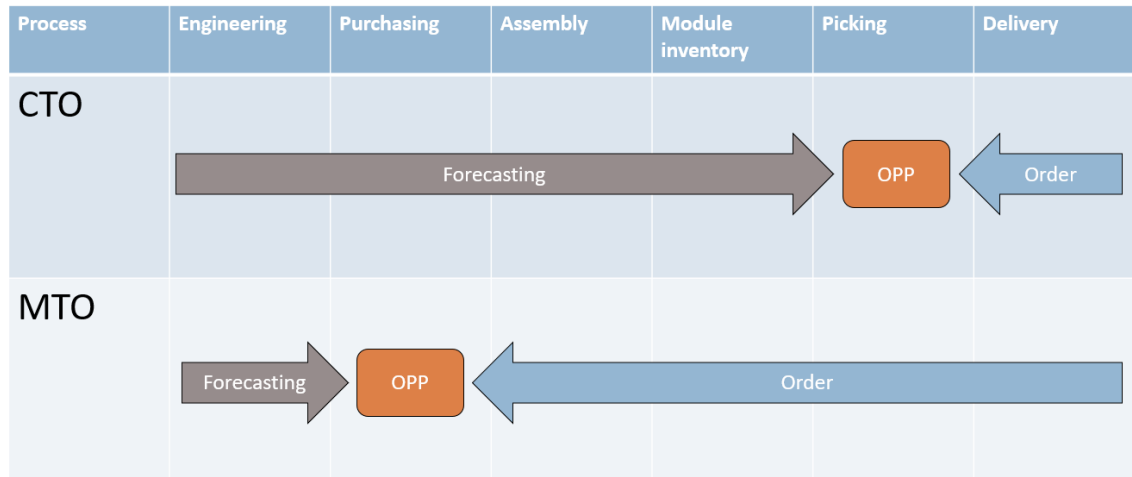 Process Engineering Purchasing Assembly Module inventory Picking Delivery
CTO
Forecasting OPP Order
MTO
Forecasting OPP Order